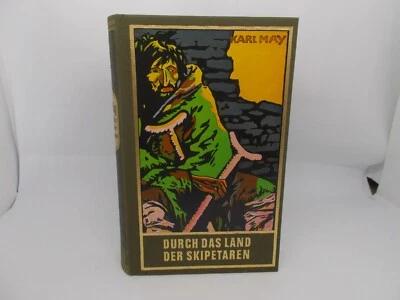 KARL MAY
DURCH DAS LAND
DER SKIPETAREN